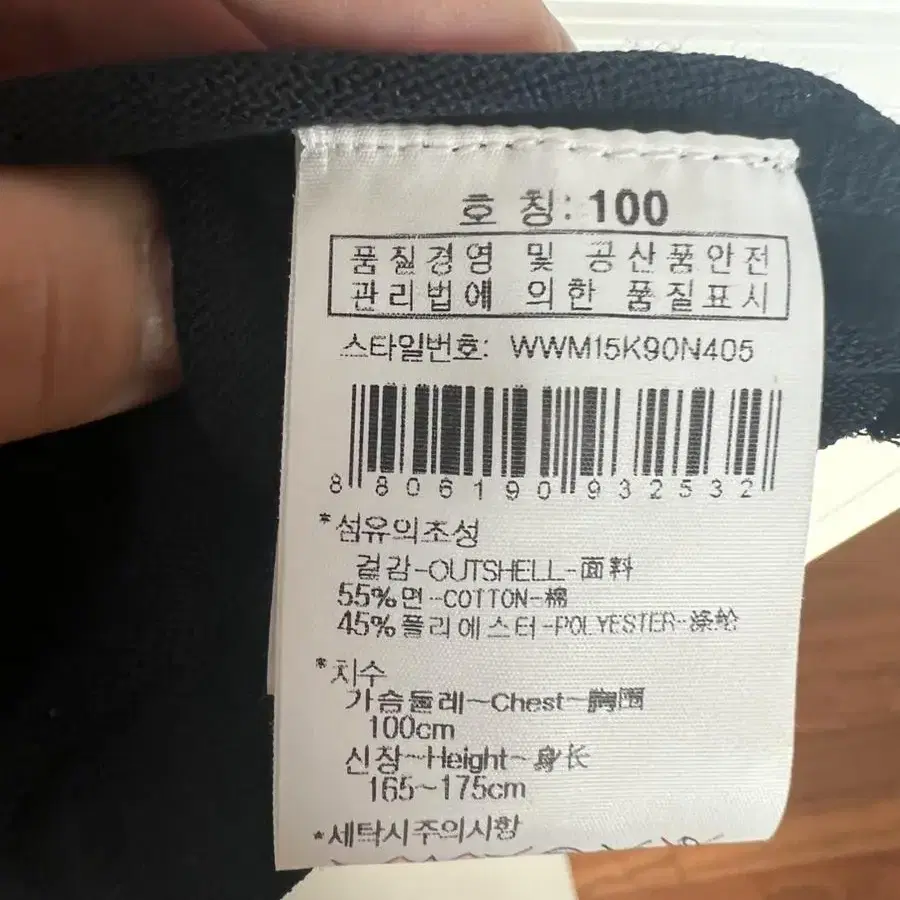 호 칭: 100
품질경영 및 공산품안전
관리법에 의한 품질표시
스타일번호: WWM15K90N405
8806190932532
*섬유의조성
겉감-OUTSHELL-面料
55%면-COTTON-棉
45%폴리에스터-POLYESTER-涤纶
*치수
가슴둘레~Chest~胸围
100cm
신장~Height~身长
165~175cm
*세탁시주의사항